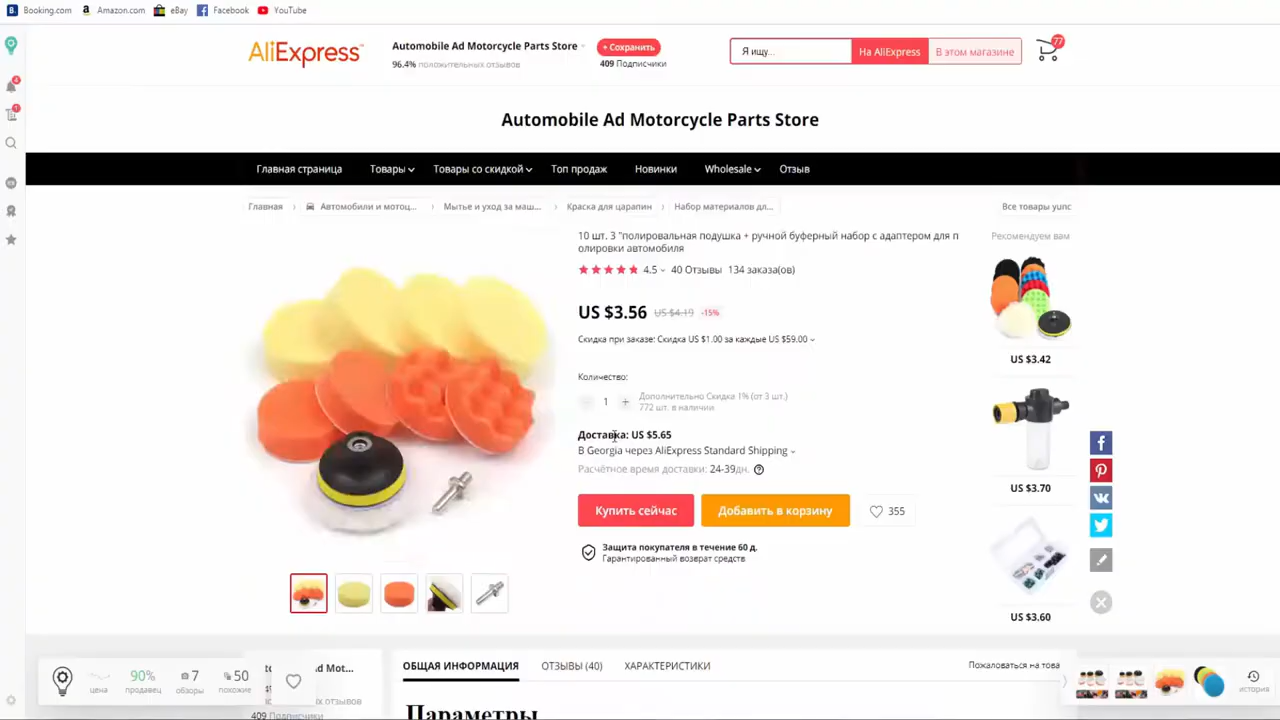 Booking.com Amazon.com eBay Facebook YouTube
AliExpress
Automobile Ad Motorcycle Parts Store
96.4% положительных отзывов
+ Сохранить
409 Подписчики
Я ищу...
На AliExpress
В этом магазине
77
4
1
Automobile Ad Motorcycle Parts Store
Главная страница Товары Товары со скидкой Топ продаж Новинки Wholesale Отзыв
Главная Автомобили и мотоц... Мытье и уход за маш... Краска для царапин Набор материалов дл...
Все товары
10 шт. 3 "полировальная подушка + ручной буферный набор с адаптером для п
олировки автомобиля
4.5 40 Отзывы 134 заказа(ов)
US $3.56 US $4.19 -15%
Скидка при заказе: Скидка US $1.00 за каждые US $59.00
Количество:
1
Дополнительно Скидка 1% (от 3 шт.)
772 шт. в наличии
Доставка: US $5.65
В Georgia через AliExpress Standard Shipping
Расчётное время доставки: 24-39дн.
Купить сейчас
Добавить в корзину
355
Защита покупателя в течение 60 д.
Гарантированный возврат средств
Рекомендуем вам
US $3.42
US $3.70
US $3.60
ОБЩАЯ ИНФОРМАЦИЯ ОТЗЫВЫ (40) ХАРАКТЕРИСТИКИ
Пожаловаться на това
Параметры
цена
90%
продавец
7
обзоры
50
похожие
d Mot...
отзывов
409 Подписчики
история